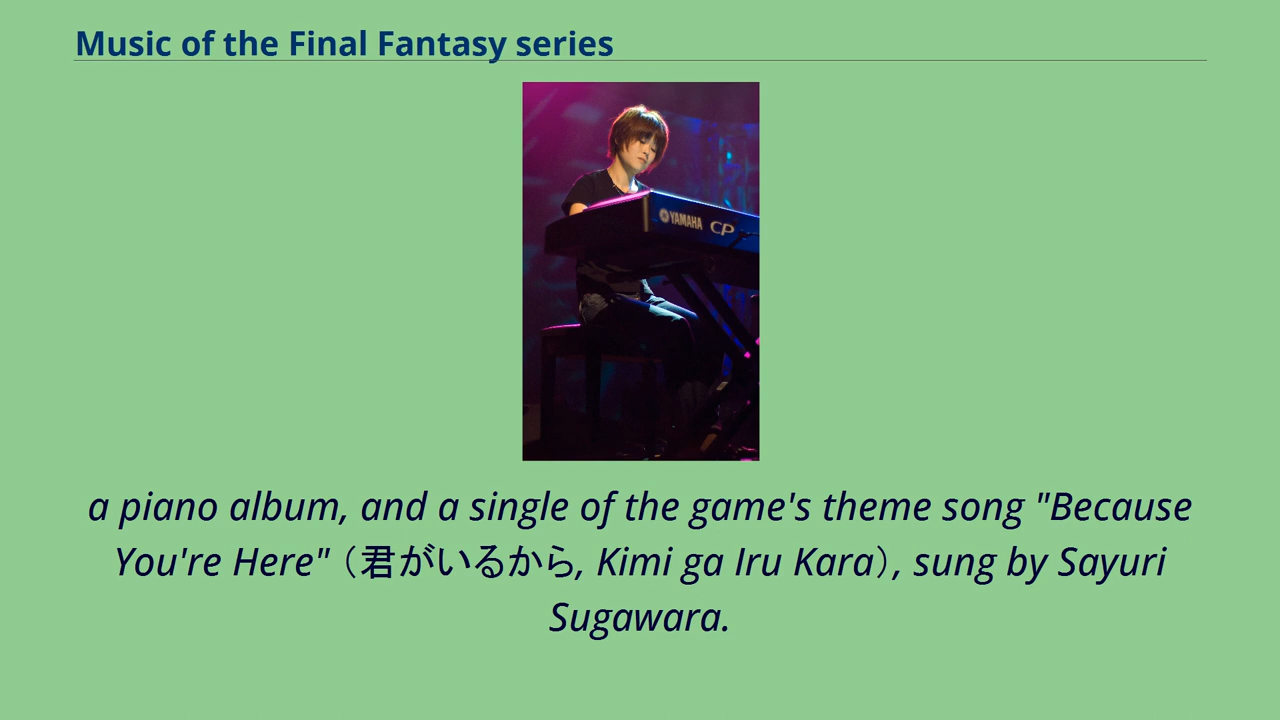 Music of the Final Fantasy series
YAMAHA CP
a piano album, and a single of the game's theme song "Because
You're Here" （君がいるから, Kimi ga Iru Kara）, sung by Sayuri
Sugawara.